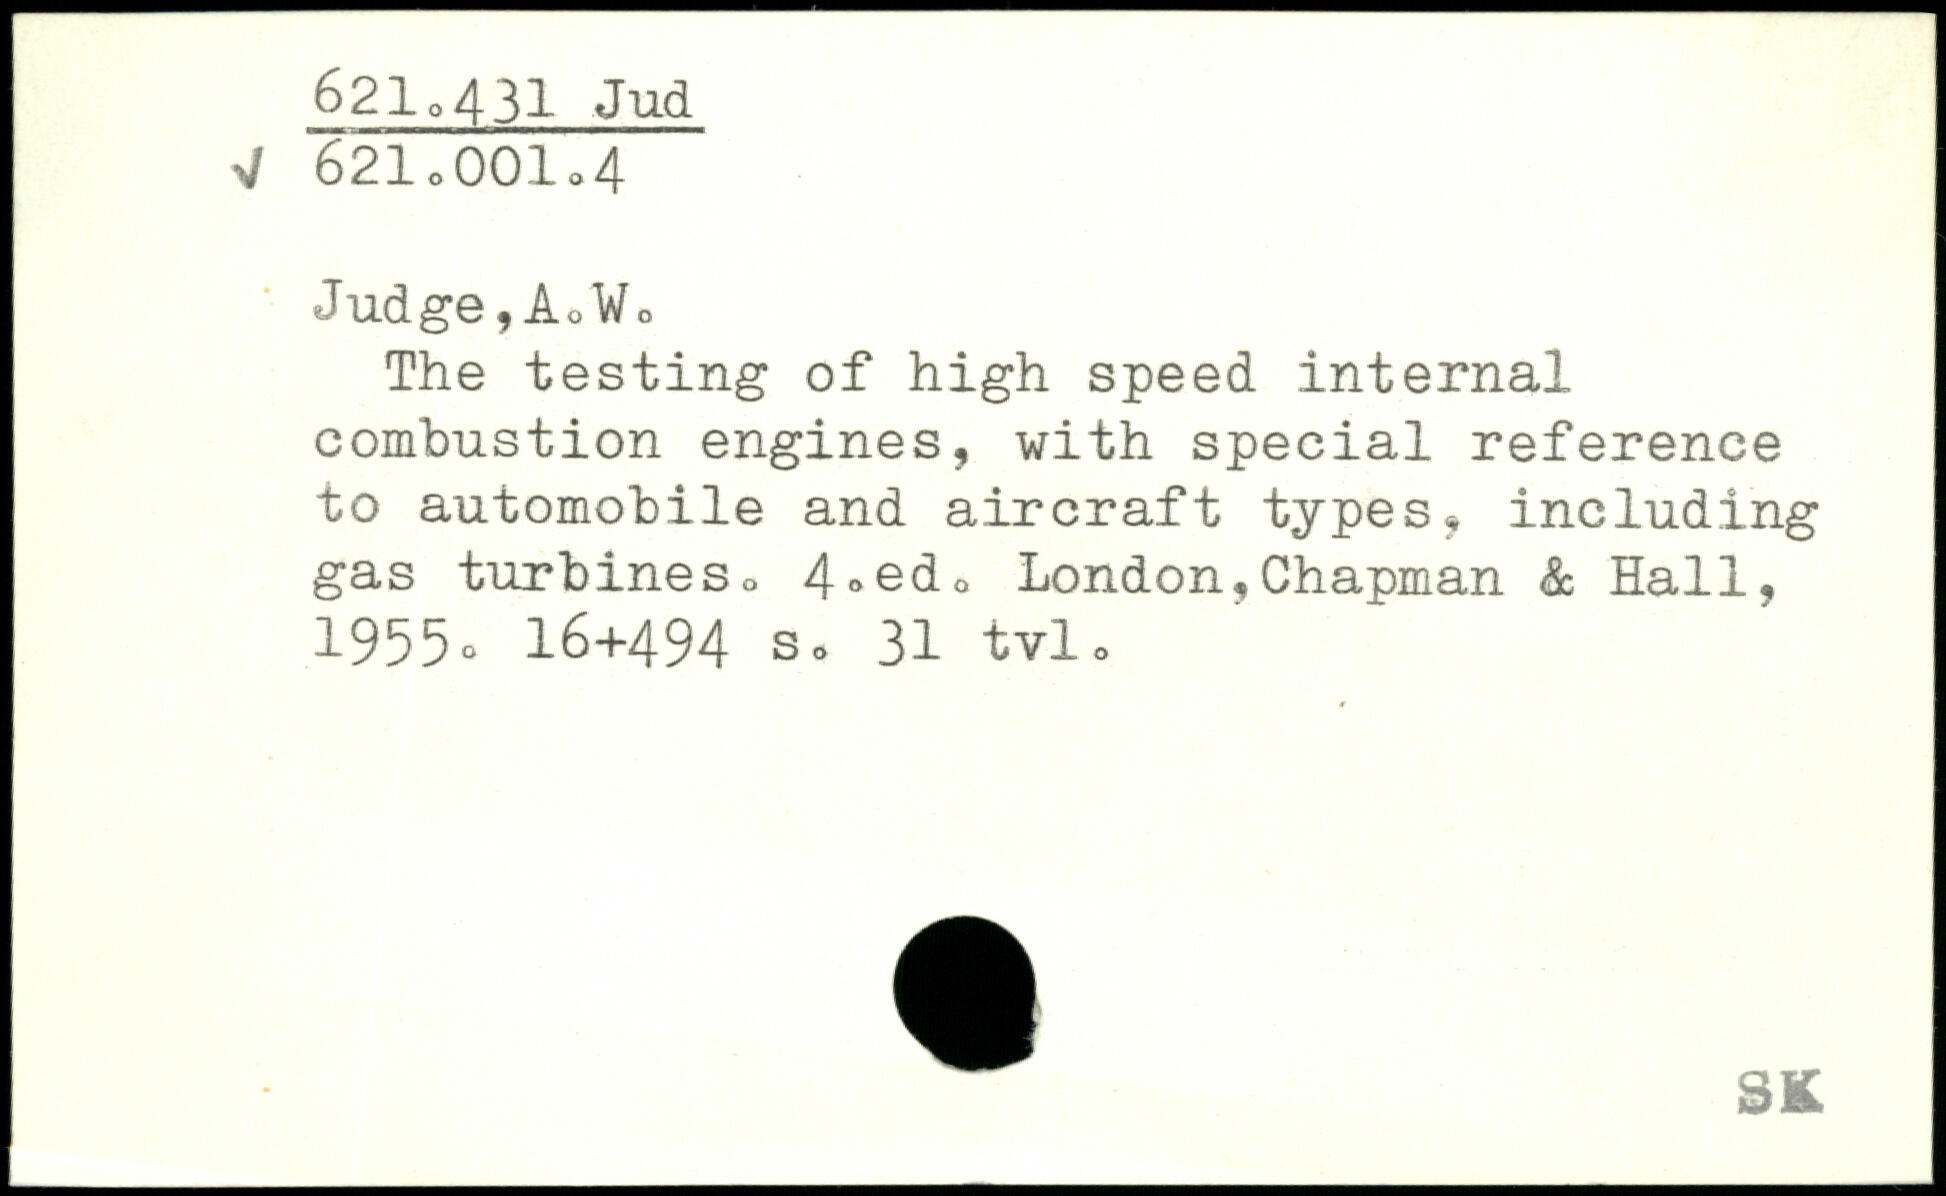 621.431 Jud
✓ 621.001.4
Judge,A.W.
The testing of high speed internal
combustion engines, with special reference
to automobile and aircraft types, including
gas turbines. 4.ed. London,Chapman & Hall,
1955. 16+494 s. 31 tvl.
SK